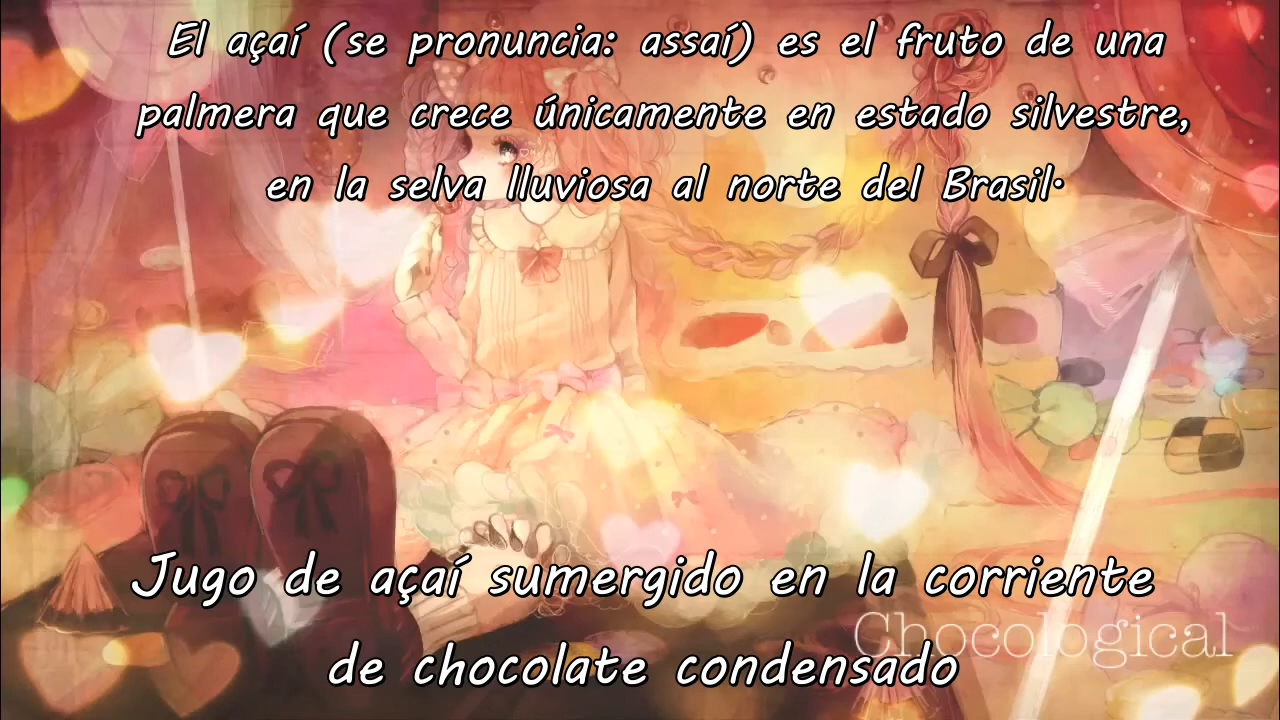 El açaí (se pronuncia: assaí) es el fruto de una
palmera que crece únicamente en estado silvestre,
en la selva lluviosa al norte del Brasil.
Jugo de açaí sumergido en la corriente
de chocolate condensado
Chocological